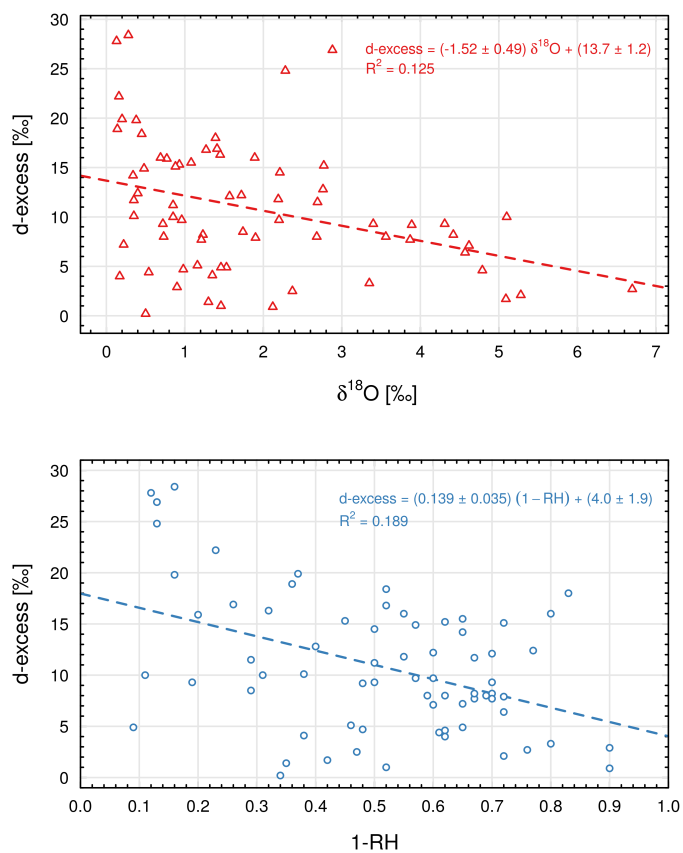 30
25
20
15
10
5
0
d-excess [‰]
d-excess = (-1.52 ± 0.49) δ¹⁸O + (13.7 ± 1.2)
R² = 0.125
0 1 2 3 4 5 6 7
δ¹⁸O [‰]
30
25
20
15
10
5
0
d-excess [‰]
d-excess = (0.139 ± 0.035) (1−RH) + (4.0 ± 1.9)
R² = 0.189
0.0 0.1 0.2 0.3 0.4 0.5 0.6 0.7 0.8 0.9 1.0
1-RH